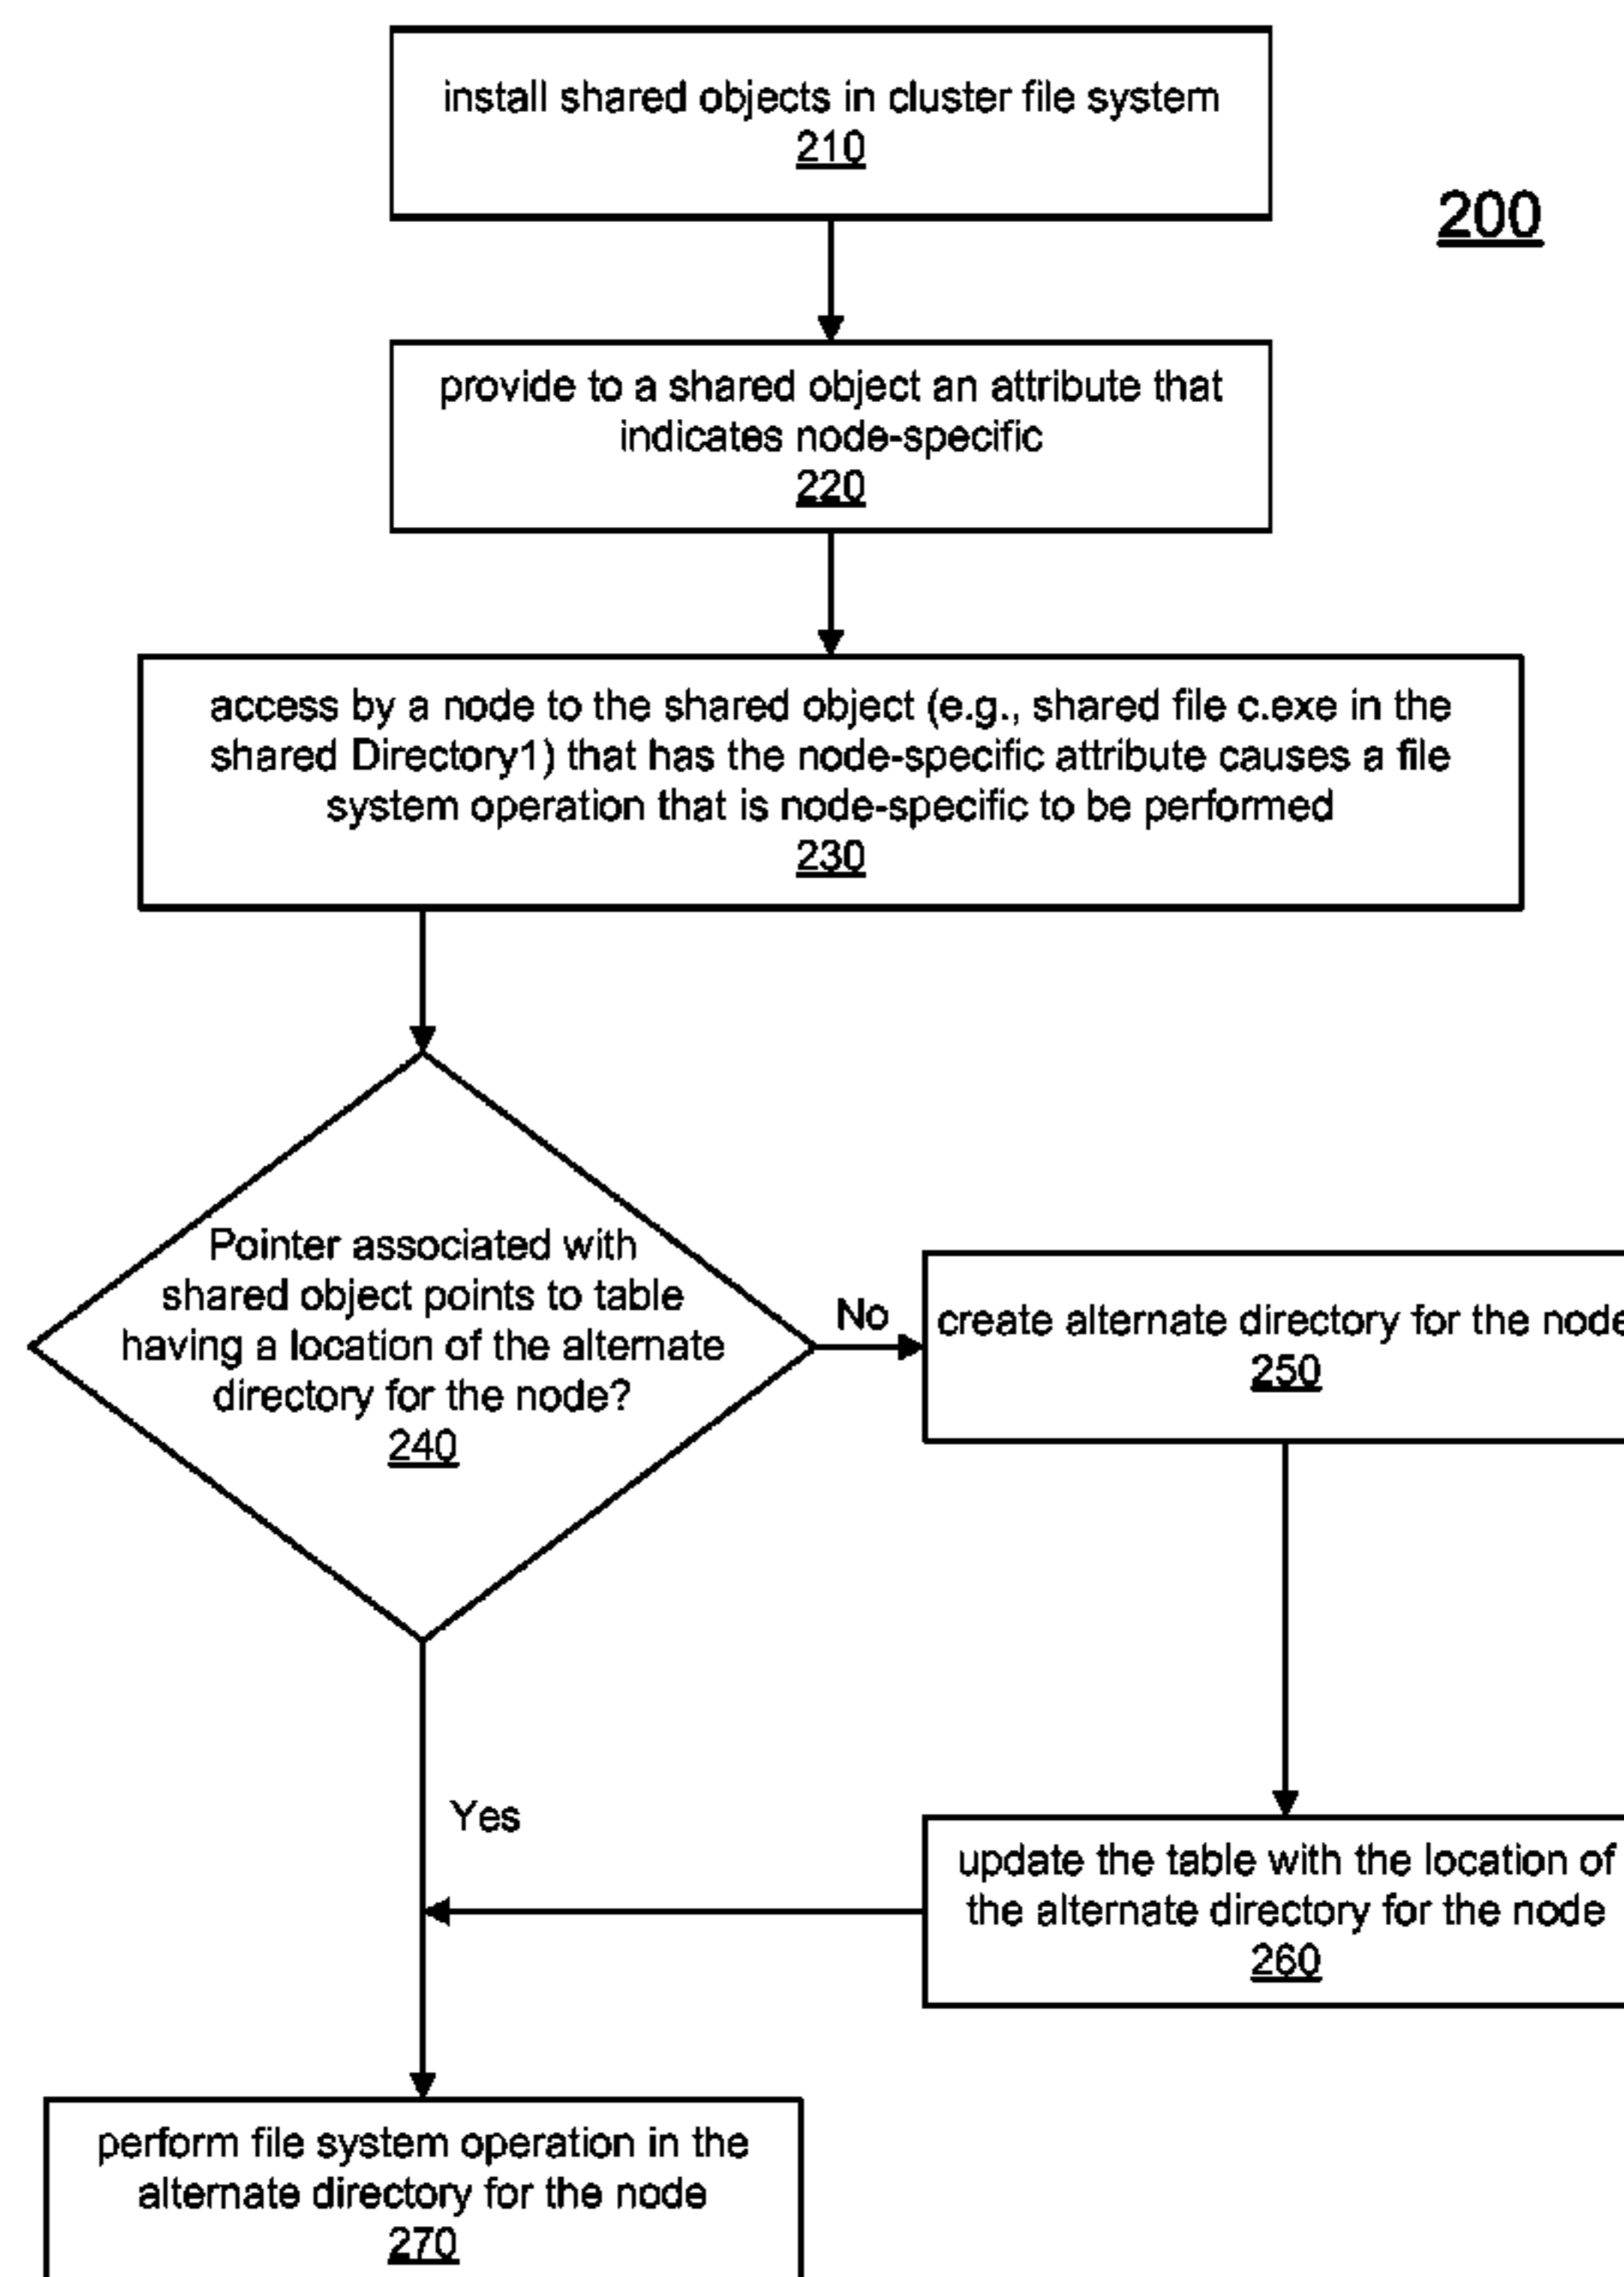 install shared objects in cluster file system
210
200
provide to a shared object an attribute that
indicates node-specific
220
access by a node to the shared object (e.g., shared file c.exe in the
shared Directory1) that has the node-specific attribute causes a file
system operation that is node-specific to be performed
230
Pointer associated with
shared object points to table
having a location of the alternate
directory for the node?
240
No
create alternate directory for the node
250
Yes
update the table with the location of
the alternate directory for the node
260
perform file system operation in the
alternate directory for the node
270